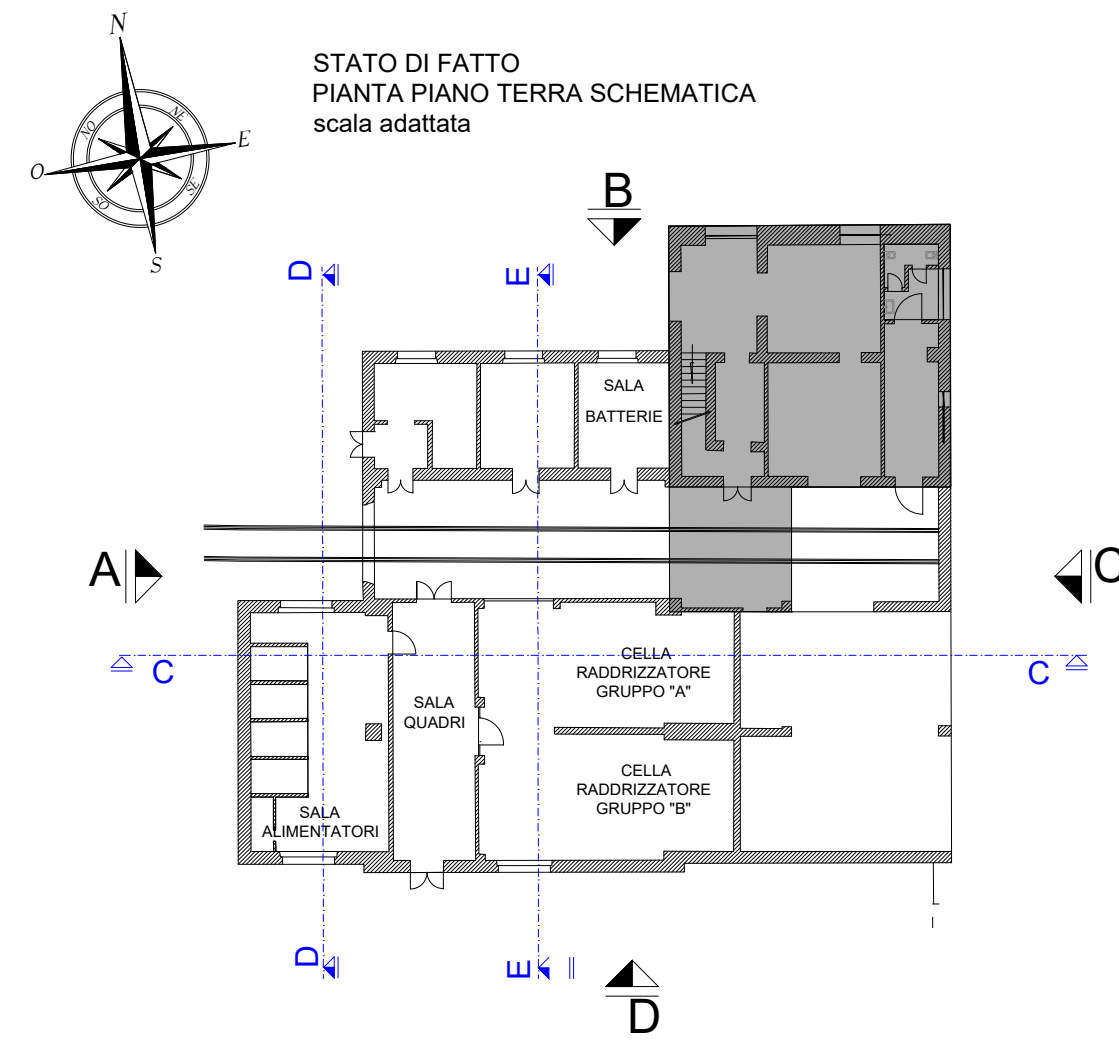 N
NE
E
SE
S
SO
O
NO
STATO DI FATTO
PIANTA PIANO TERRA SCHEMATICA
scala adattata
B
D
E
SALA
BATTERIE
A
C
C
C
CELLA
RADDRIZZATORE
GRUPPO "A"
SALA
QUADRI
CELLA
RADDRIZZATORE
GRUPPO "B"
SALA
ALIMENTATORI
D
E
D